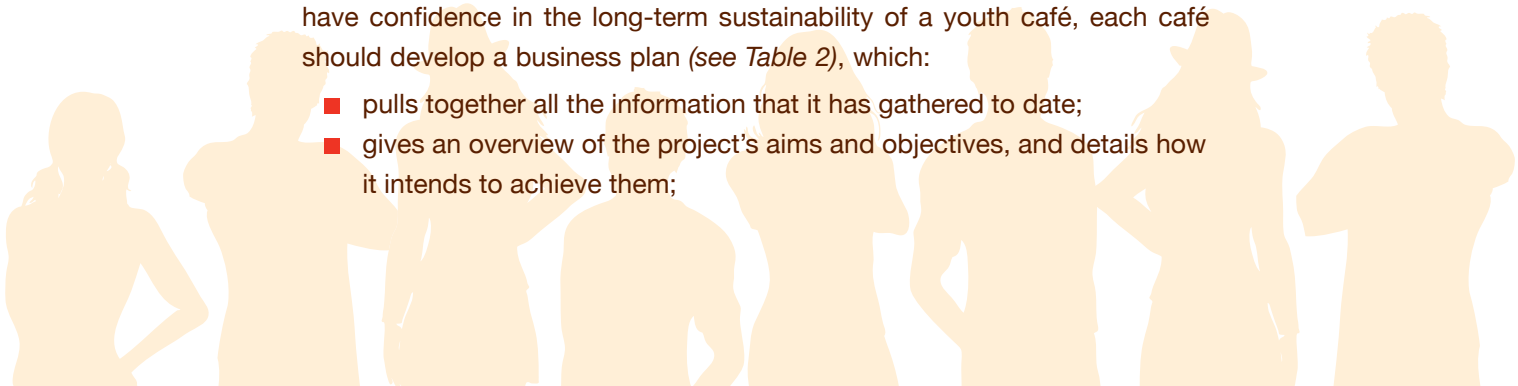 have confidence in the long-term sustainability of a youth café, each café
should develop a business plan (see Table 2), which:
■ pulls together all the information that it has gathered to date;
■ gives an overview of the project’s aims and objectives, and details how
it intends to achieve them;